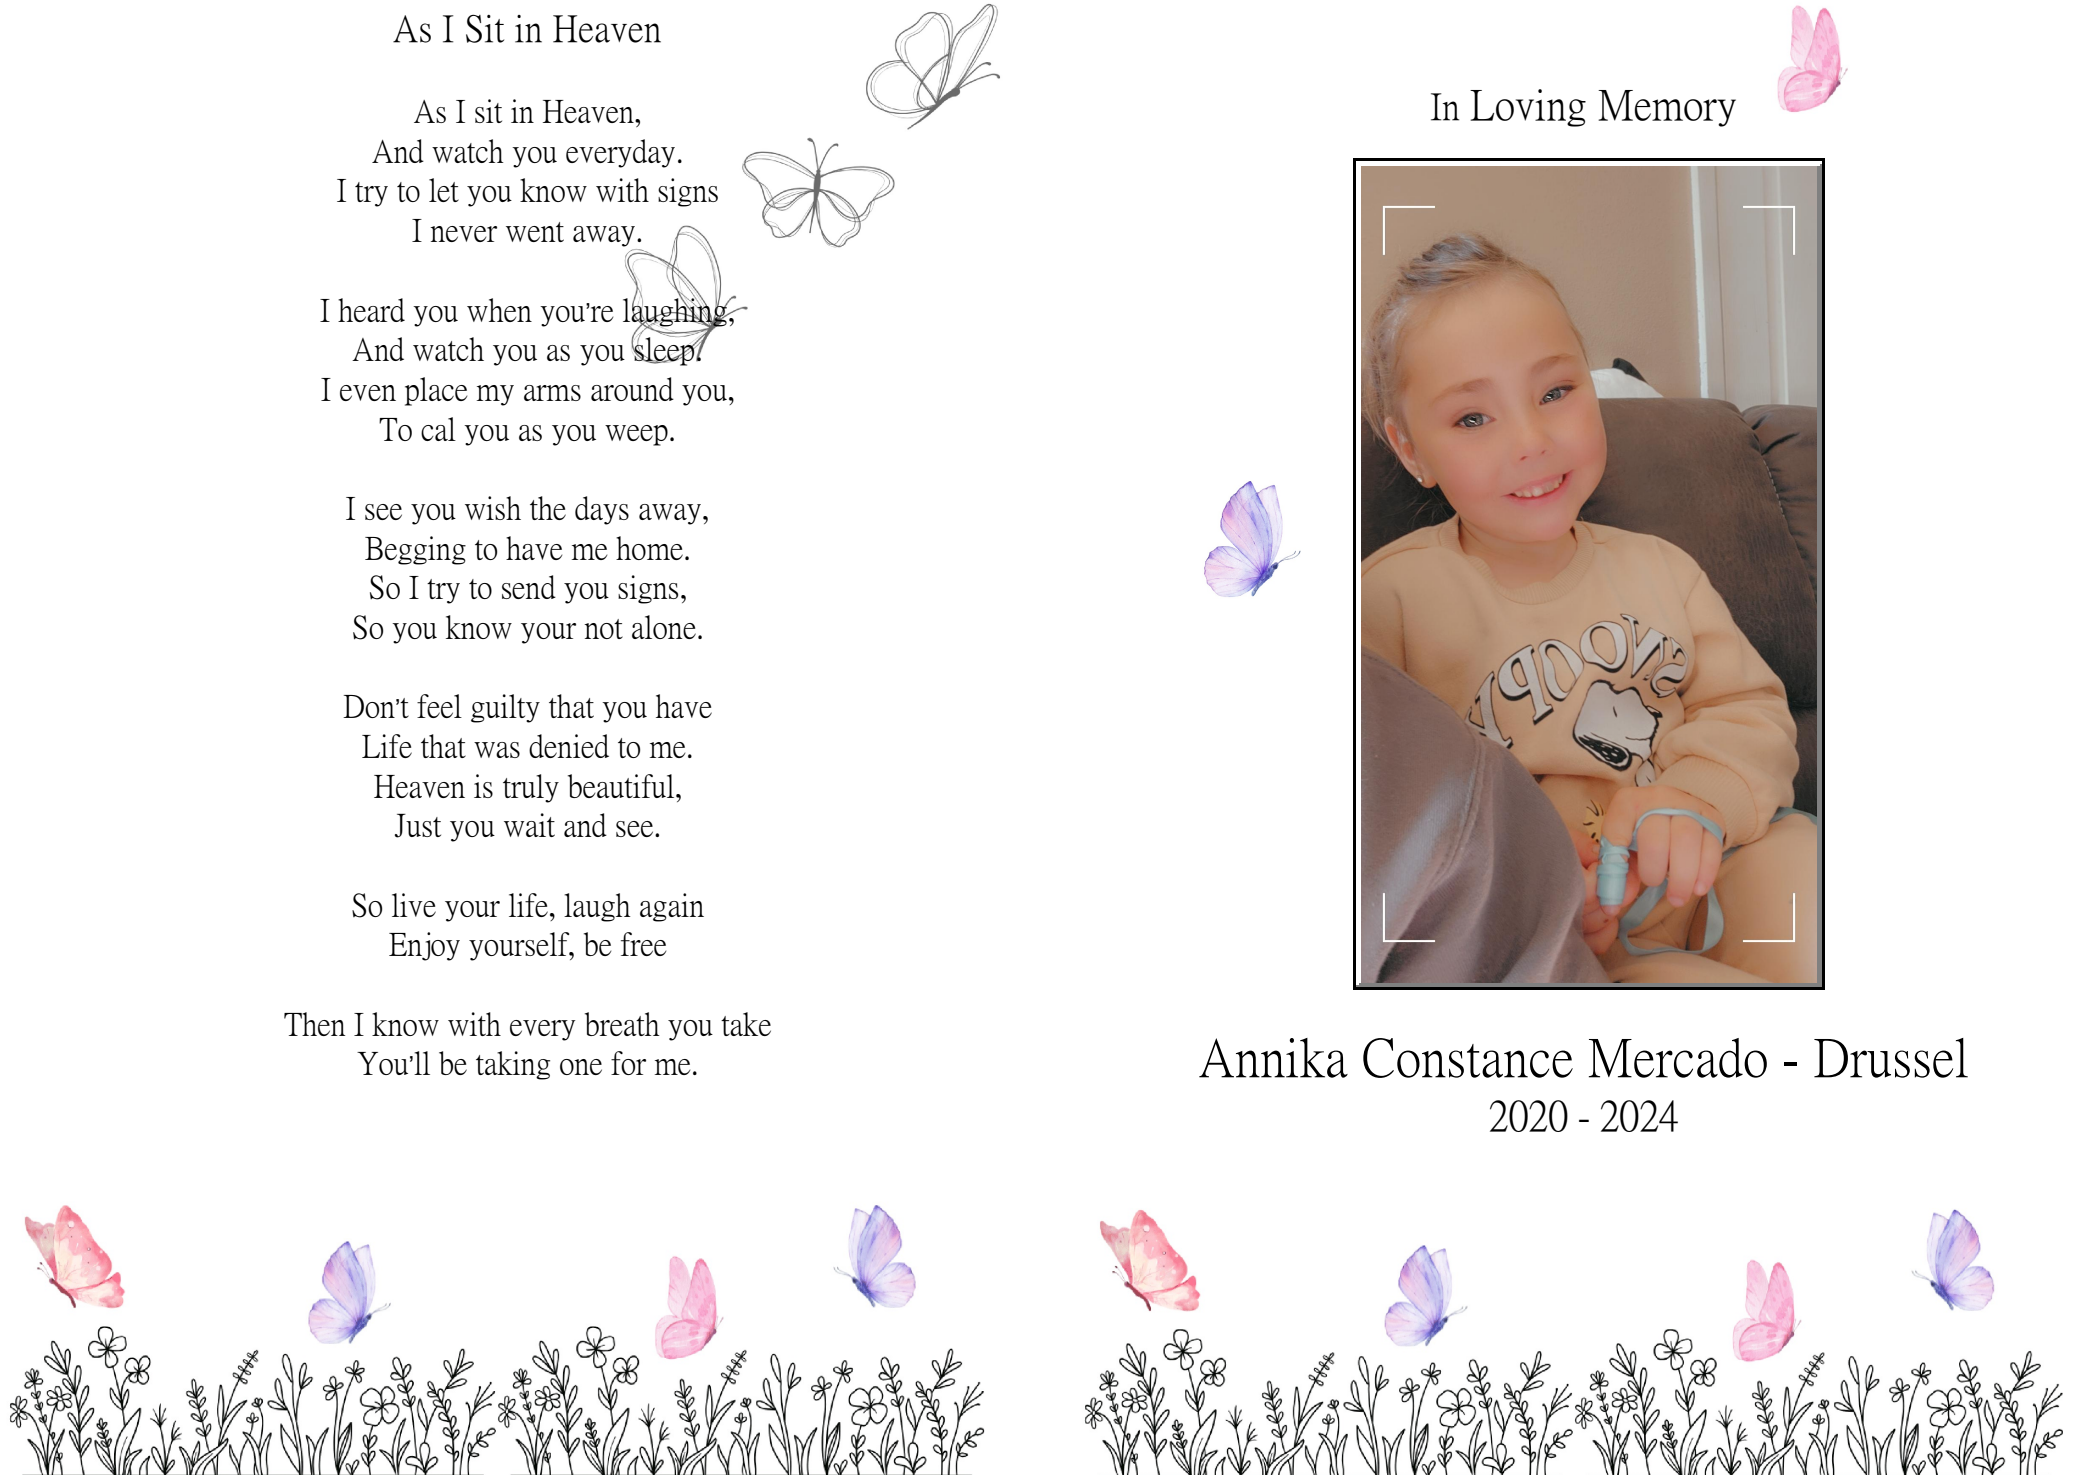 As I Sit in Heaven
As I sit in Heaven,
And watch you everyday.
I try to let you know with signs
I never went away.
I heard you when you're laughing,
And watch you as you sleep.
I even place my arms around you,
To cal you as you weep.
I see you wish the days away,
Begging to have me home.
So I try to send you signs,
So you know your not alone.
Don't feel guilty that you have
Life that was denied to me.
Heaven is truly beautiful,
Just you wait and see.
So live your life, laugh again
Enjoy yourself, be free
Then I know with every breath you take
You'll be taking one for me.
In Loving Memory
SNOOPY
Annika Constance Mercado - Drussel
2020 - 2024